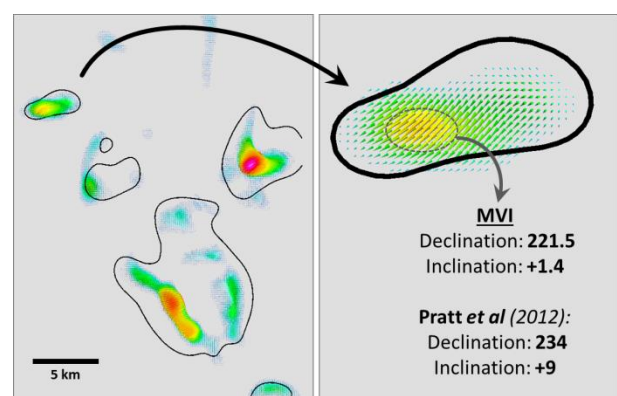 5 km
MVI
Declination: 221.5
Inclination: +1.4
Pratt et al (2012):
Declination: 234
Inclination: +9